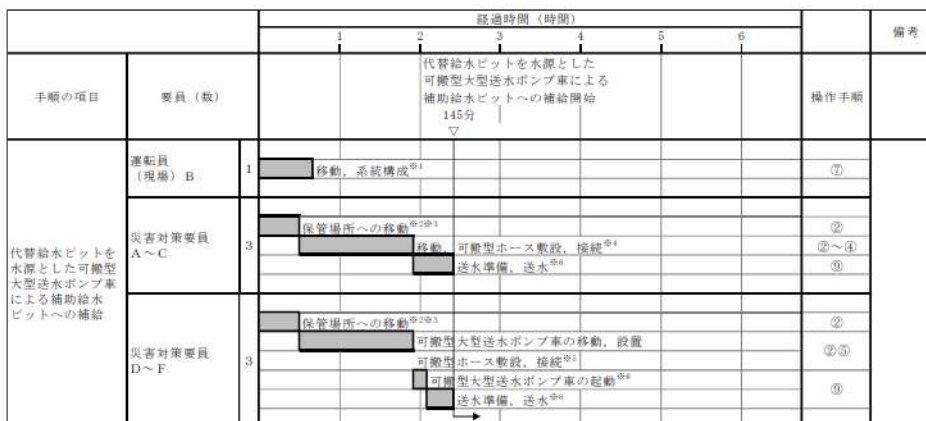 経過時間（時間）
備考
1 2 3 4 5 6
手順の項目
要員（数）
代替給水ピットを水源とした
可搬型大型送水ポンプ車による
補助給水ピットへの補給開始
145分
▽
操作手順
代替給水ピットを
水源とした可搬型
大型送水ポンプ車
による補助給水
ピットへの補給
運転員
（現場）B
1
移動，系統構成※1
⑦
災害対策要員
A～C
3
保管場所への移動※2※3
②
移動，可搬型ホース敷設，接続※4
②～④
送水準備，送水※6
⑨
災害対策要員
D～F
3
保管場所への移動※2※3
②
可搬型大型送水ポンプ車の移動，設置
②⑤
可搬型ホース敷設，接続※5
可搬型大型送水ポンプ車の起動※6
⑨
送水準備，送水※6